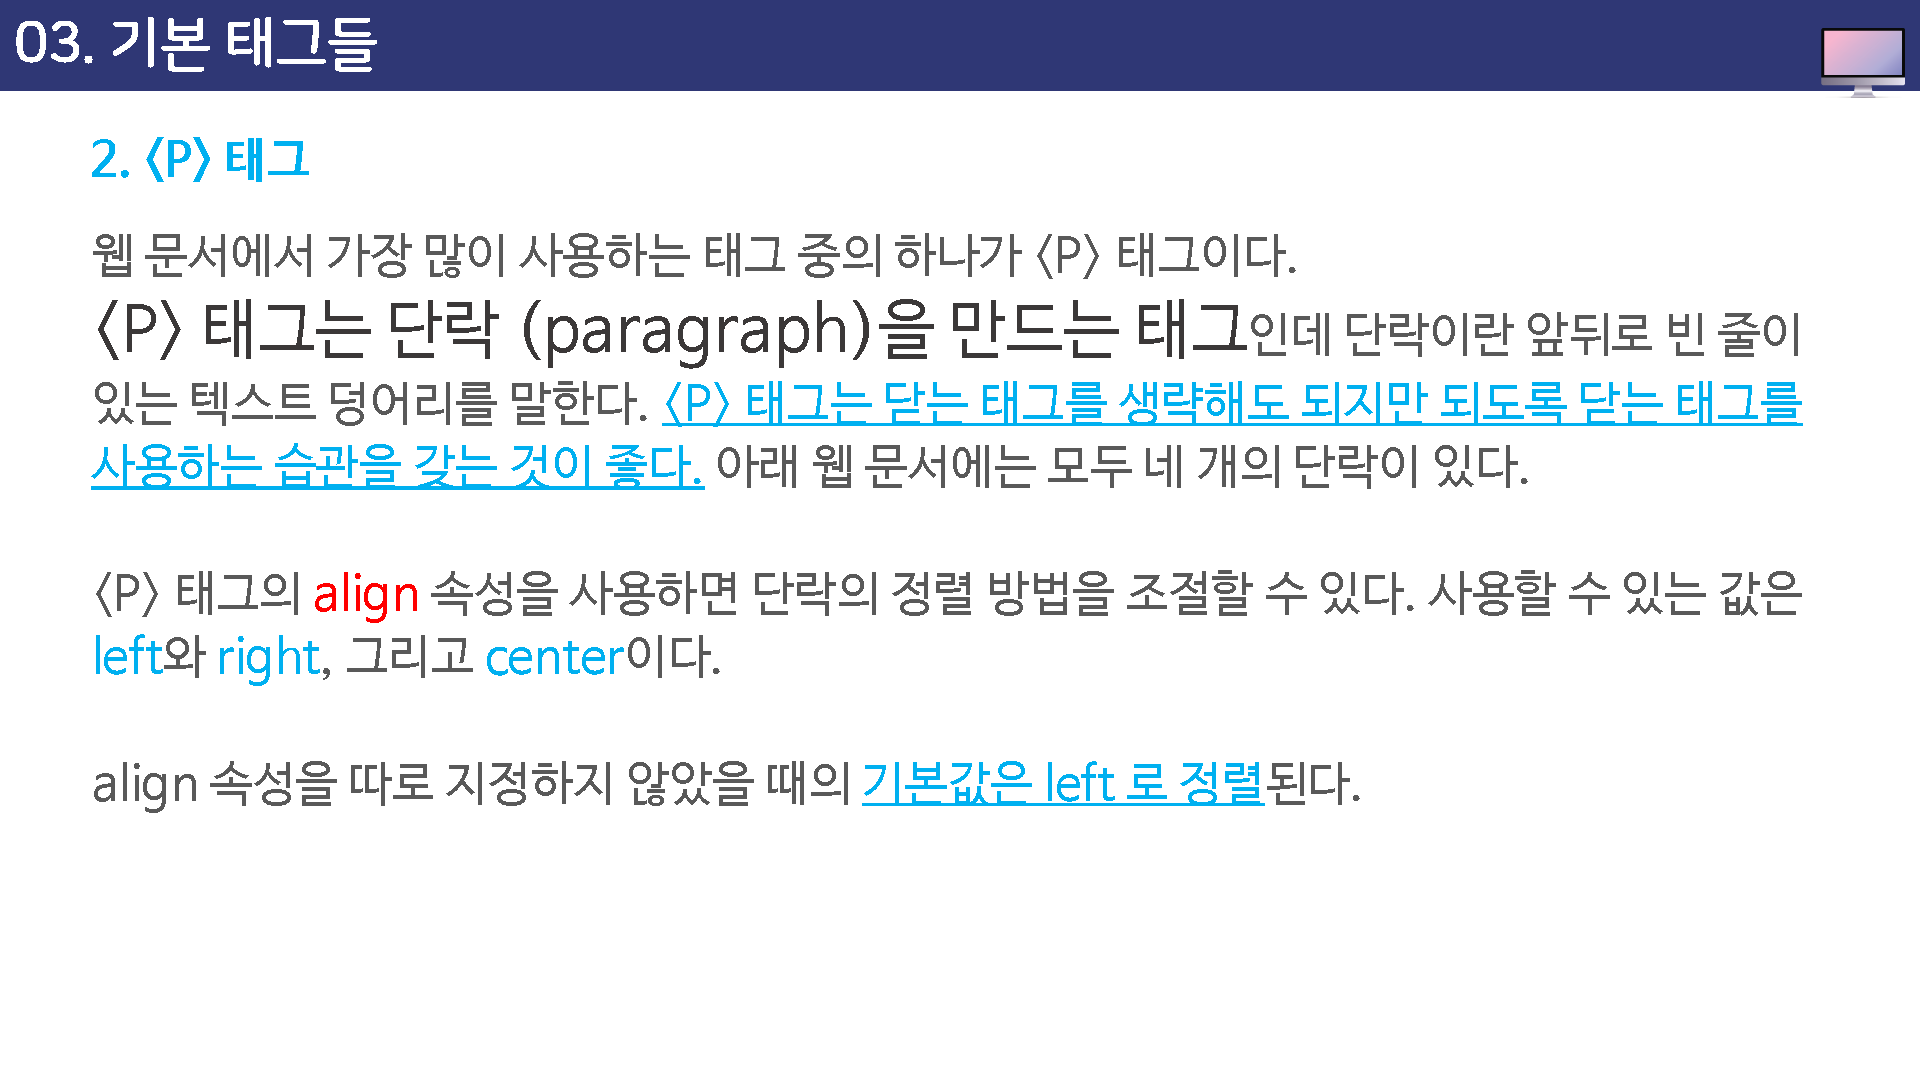 03. 기본 태그들
2. <P> 태그
웹 문서에서 가장 많이 사용하는 태그 중의 하나가 <P> 태그이다.
<P> 태그는 단락 (paragraph)을 만드는 태그인데 단락이란 앞뒤로 빈 줄이
있는 텍스트 덩어리를 말한다. <P> 태그는 닫는 태그를 생략해도 되지만 되도록 닫는 태그를
사용하는 습관을 갖는 것이 좋다. 아래 웹 문서에는 모두 네 개의 단락이 있다.
<P> 태그의 align 속성을 사용하면 단락의 정렬 방법을 조절할 수 있다. 사용할 수 있는 값은
left와 right, 그리고 center이다.
align 속성을 따로 지정하지 않았을 때의 기본값은 left 로 정렬된다.